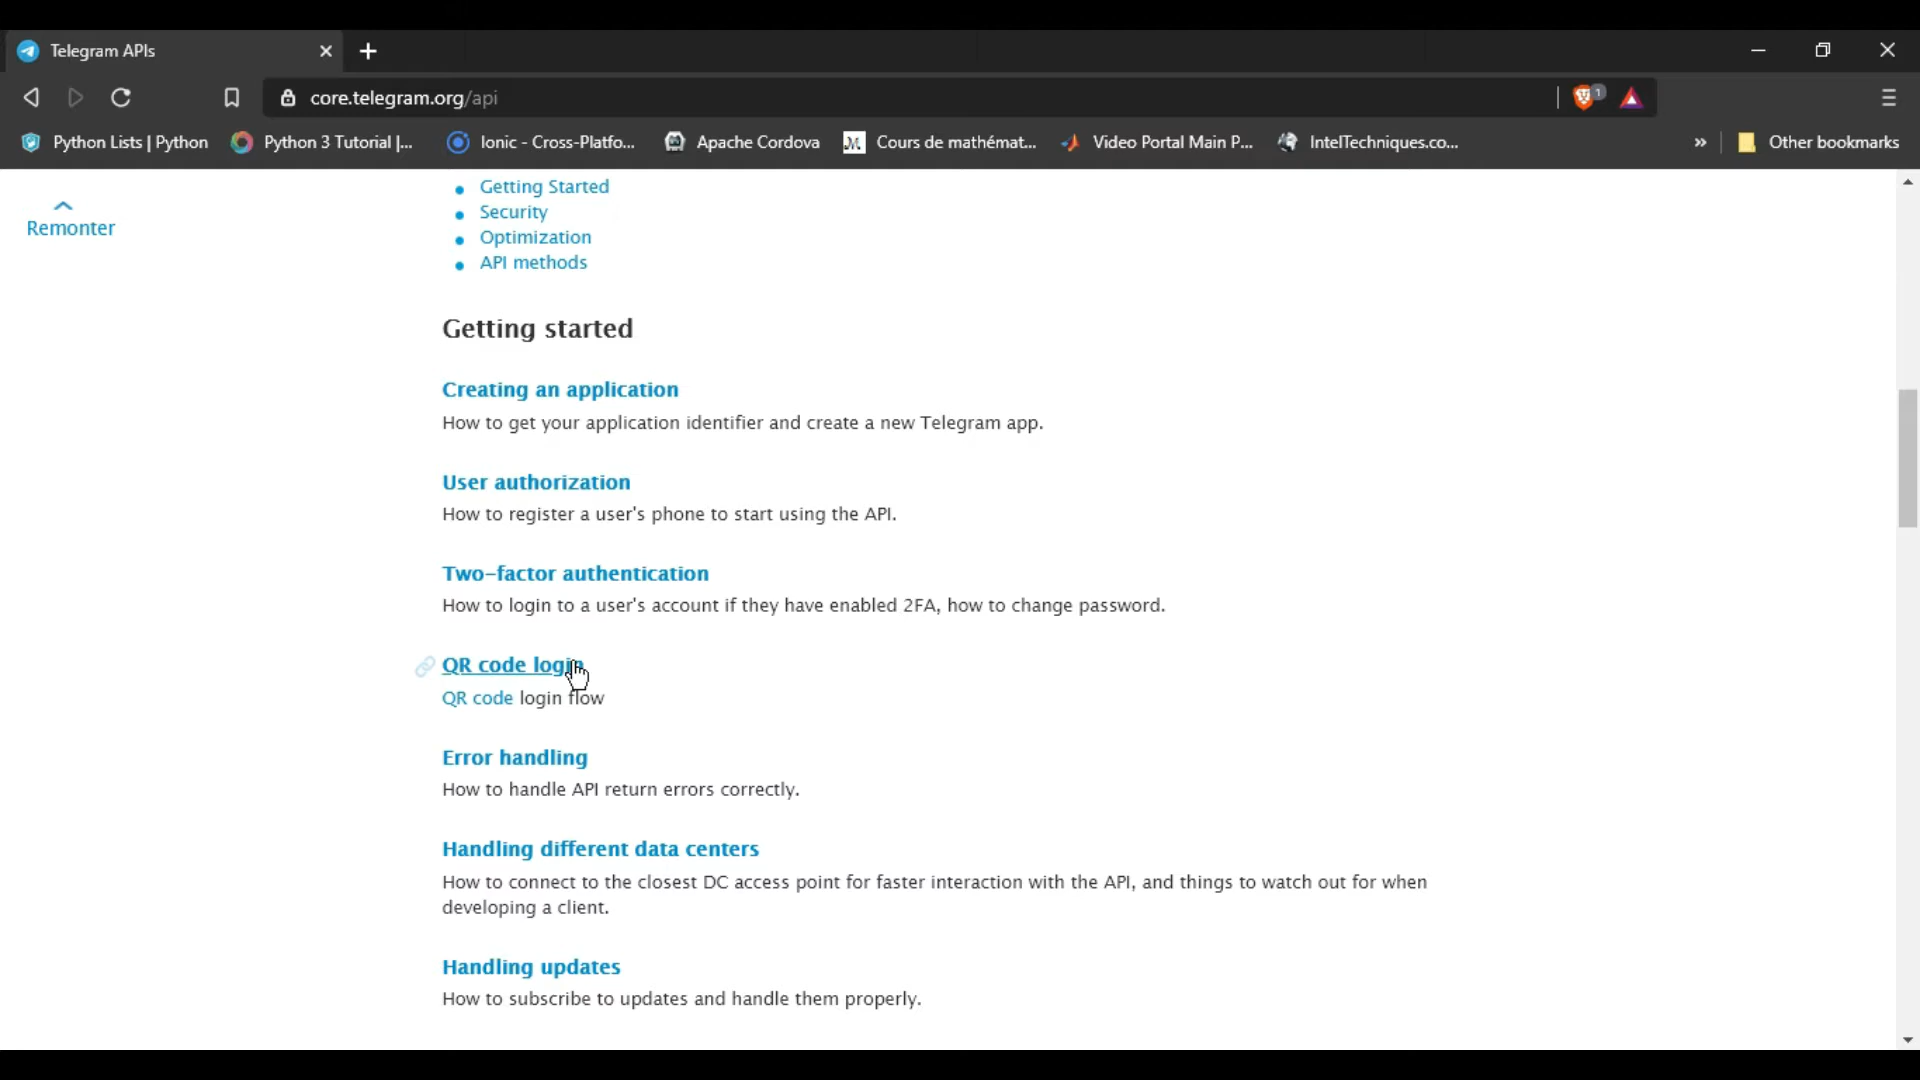 Telegram APIs
core.telegram.org/api
1
Python Lists | Python
Python 3 Tutorial |...
Ionic - Cross-Platfo...
Apache Cordova
Cours de mathémat...
Video Portal Main P...
IntelTechniques.co...
»
Other bookmarks
Remonter
Getting Started
Security
Optimization
API methods
Getting started
Creating an application
How to get your application identifier and create a new Telegram app.
User authorization
How to register a user's phone to start using the API.
Two-factor authentication
How to login to a user's account if they have enabled 2FA, how to change password.
QR code login
QR code login flow
Error handling
How to handle API return errors correctly.
Handling different data centers
How to connect to the closest DC access point for faster interaction with the API, and things to watch out for when
developing a client.
Handling updates
How to subscribe to updates and handle them properly.